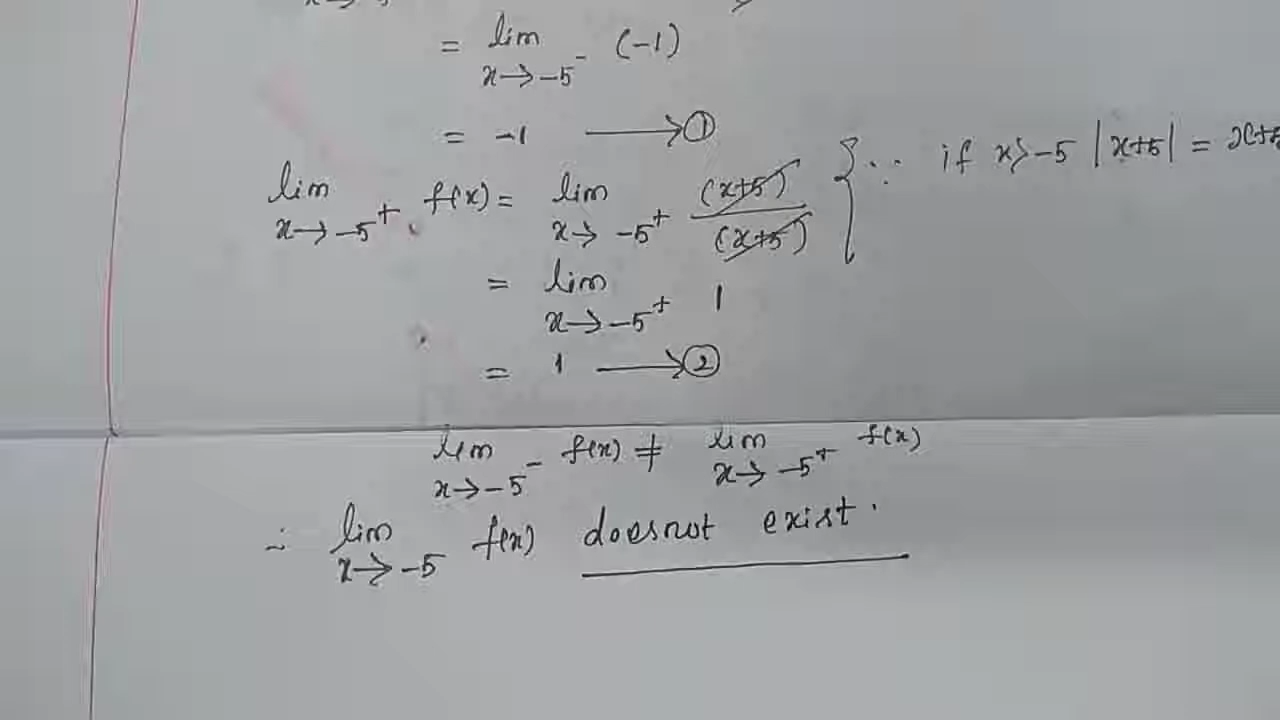 = lim x→-5⁻ (-1)
= -1 ⟶ ①
lim x→-5⁺ f(x) = lim x→-5⁺ (x+5)/(x+5) } ∵ if x>-5 |x+5| = x+5
= lim x→-5⁺ 1
= 1 ⟶ ②
lim x→-5⁻ f(x) ≠ lim x→-5⁺ f(x)
∴ lim x→-5 f(x) doesnot exist.